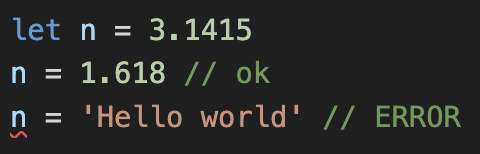 let n = 3.1415
n = 1.618 // ok
n = 'Hello world' // ERROR